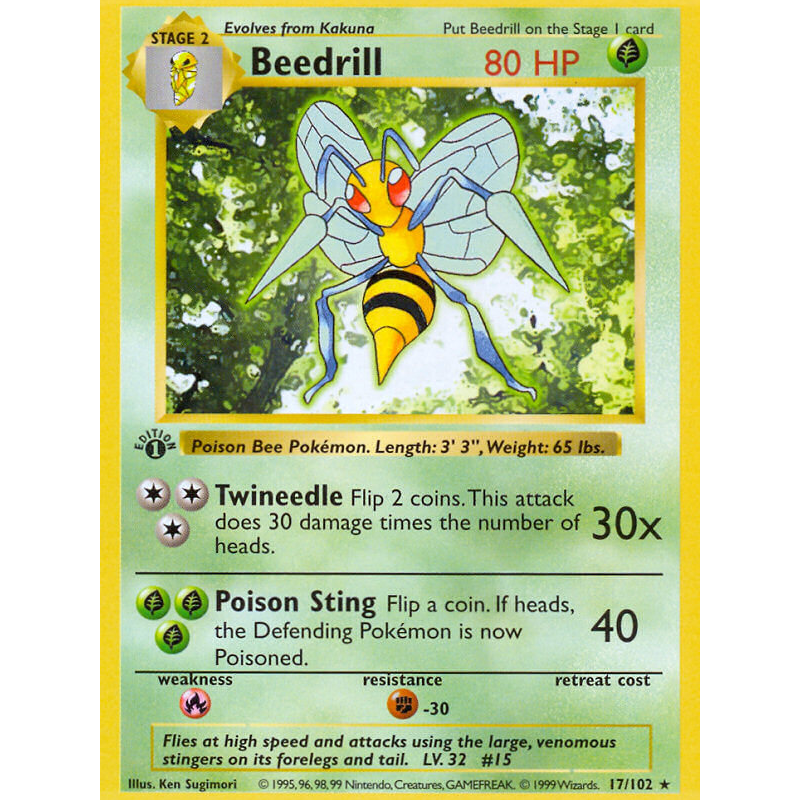 Evolves from Kakuna Put Beedrill on the Stage 1 card
STAGE 2
Beedrill 80 HP
EDITION
1
Poison Bee Pokémon. Length: 3' 3", Weight: 65 lbs.
Twineedle Flip 2 coins. This attack
does 30 damage times the number of
heads.
30x
Poison Sting Flip a coin. If heads,
the Defending Pokémon is now
Poisoned.
40
weakness resistance retreat cost
-30
Flies at high speed and attacks using the large, venomous
stingers on its forelegs and tail. LV. 32 #15
Illus. Ken Sugimori © 1995, 96, 98, 99 Nintendo, Creatures, GAMEFREAK. © 1999 Wizards. 17/102 ★